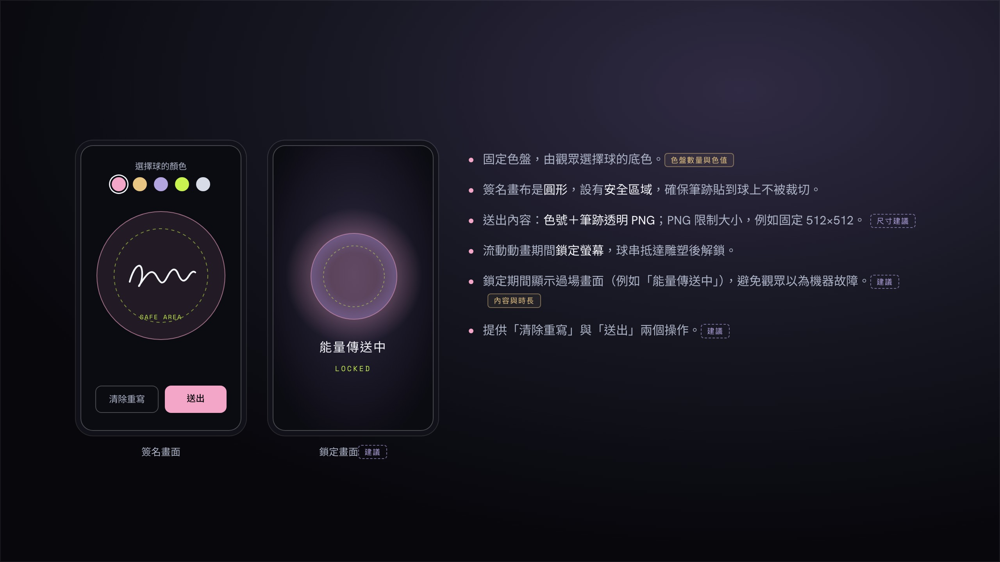 選擇球的顏色
SAFE AREA
清除重寫
送出
簽名畫面
能量傳送中
LOCKED
鎖定畫面 建議
固定色盤，由觀眾選擇球的底色。 色盤數量與色值
簽名畫布是圓形，設有安全區域，確保筆跡貼到球上不被裁切。
送出內容：色號＋筆跡透明 PNG；PNG 限制大小，例如固定 512×512。 尺寸建議
流動動畫期間鎖定螢幕，球串抵達雕塑後解鎖。
鎖定期間顯示過場畫面（例如「能量傳送中」），避免觀眾以為機器故障。 建議
內容與時長
提供「清除重寫」與「送出」兩個操作。 建議